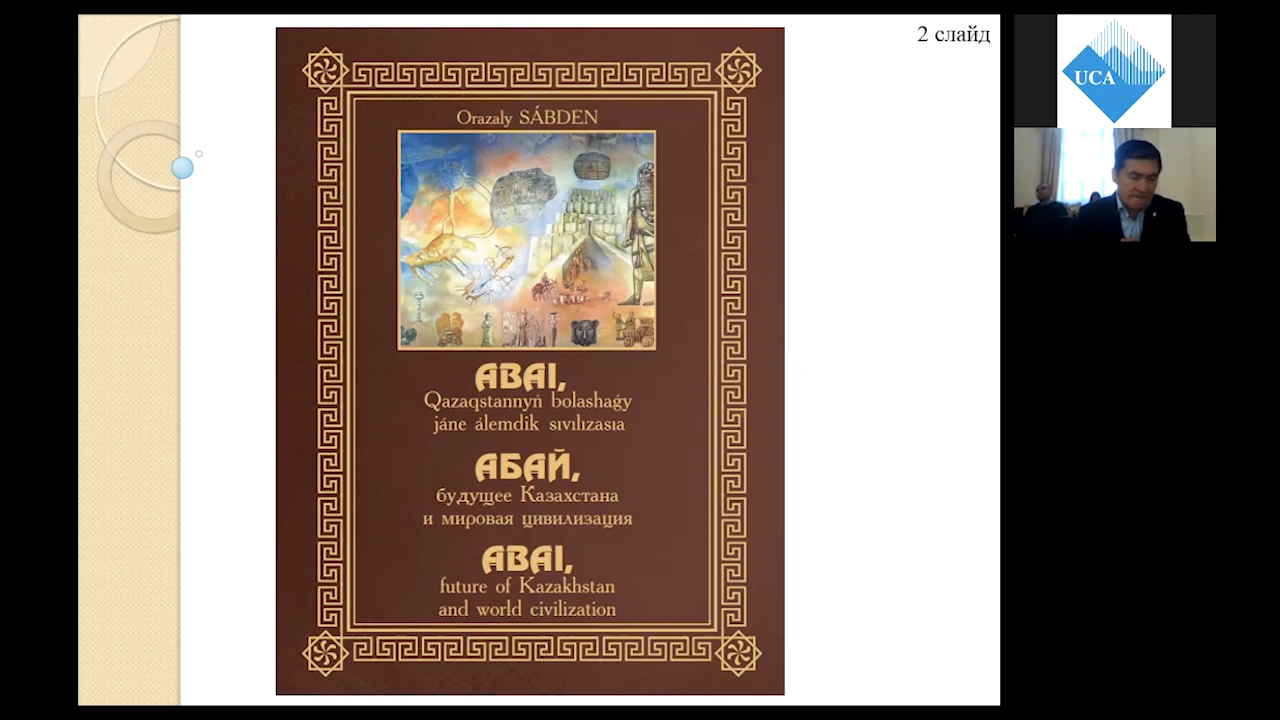 2 слайд
Orazaly SÁBDEN
ABAI,
Qazaqstannyń bolashaǵy
jáne álemdik sıvılızasıa
АБАЙ,
будущее Казахстана
и мировая цивилизация
ABAI,
future of Kazakhstan
and world civilization
UCA